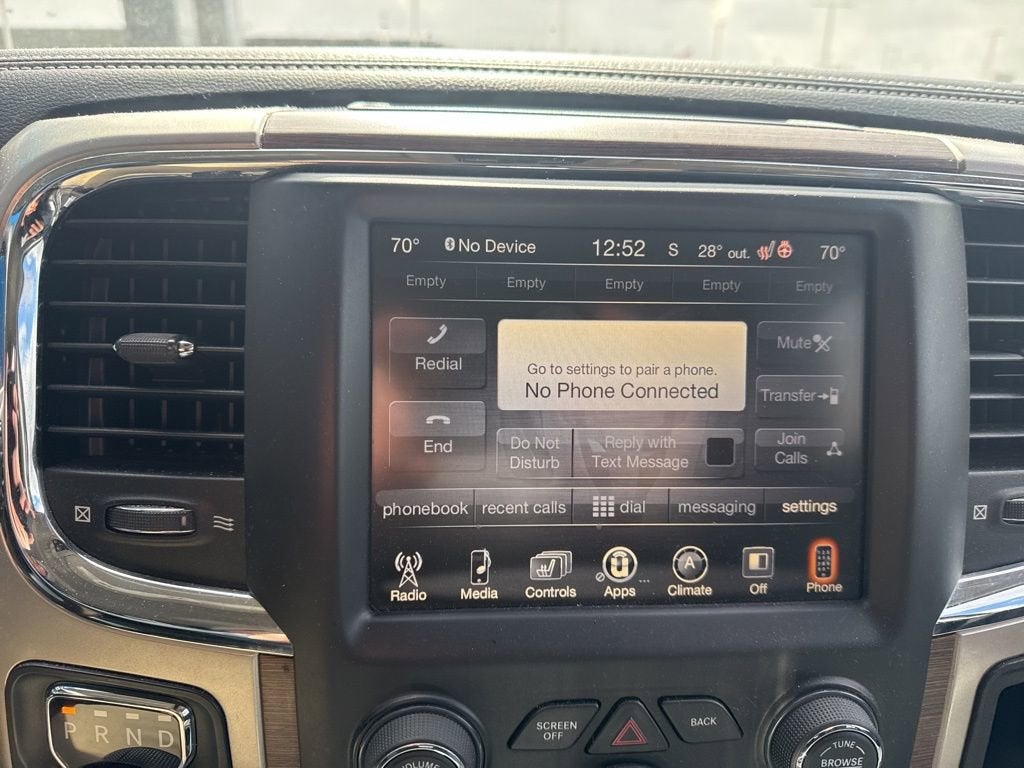 70° No Device 12:52 S 28° out. 70°
Empty Empty Empty Empty Empty
Redial
Go to settings to pair a phone.
No Phone Connected
Mute
Transfer
End
Do Not
Disturb
Reply with
Text Message
Join
Calls
phonebook recent calls dial messaging settings
Radio Media Controls Apps A Climate Off Phone
P R N D
VOLUME
SCREEN
OFF
BACK
TUNE
BROWSE